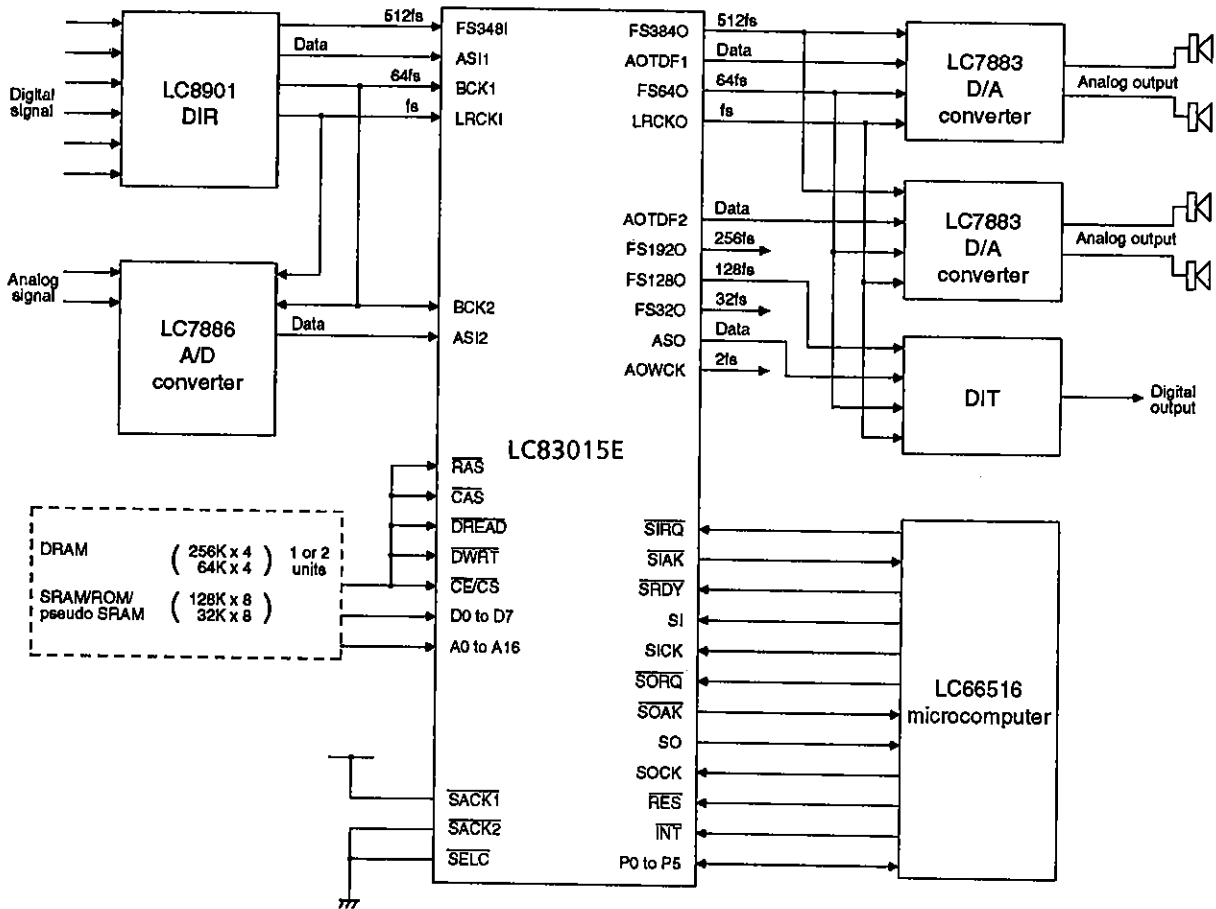 Digital
signal
LC8901
DIR
512fs
Data
64fs
fs
Analog
signal
LC7886
A/D
converter
Data
DRAM
( 256K x 4
64K x 4 )
1 or 2
units
SRAM/ROM/
pseudo SRAM
( 128K x 8
32K x 8 )
FS348I
ASI1
BCK1
LRCKI
BCK2
ASI2
LC83015E
RAS
CAS
DREAD
DWRT
CE/CS
D0 to D7
A0 to A16
SACK1
SACK2
SELC
FS384O
AOTDF1
FS64O
LRCKO
AOTDF2
FS192O
FS128O
FS32O
ASO
AOWCK
SIRQ
SIAK
SRDY
SI
SICK
SORQ
SOAK
SO
SOCK
RES
INT
P0 to P5
512fs
Data
64fs
fs
Data
256fs
128fs
32fs
Data
2fs
LC7883
D/A
converter
Analog output
LC7883
D/A
converter
Analog output
DIT
Digital
output
LC66516
microcomputer